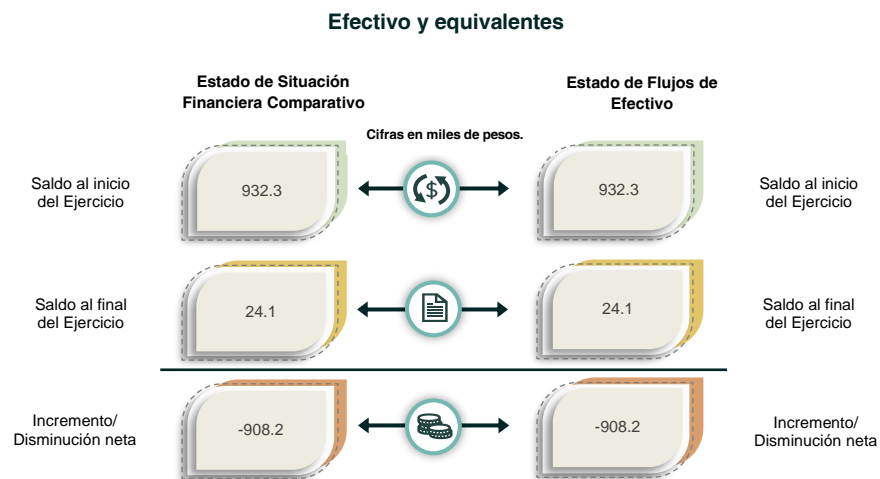 Efectivo y equivalentes
Estado de Situación
Financiera Comparativo
Estado de Flujos de
Efectivo
Cifras en miles de pesos.
Saldo al inicio
del Ejercicio
932.3
$
932.3
Saldo al inicio
del Ejercicio
Saldo al final
del Ejercicio
24.1
24.1
Saldo al final
del Ejercicio
Incremento/
Disminución neta
-908.2
-908.2
Incremento/
Disminución neta